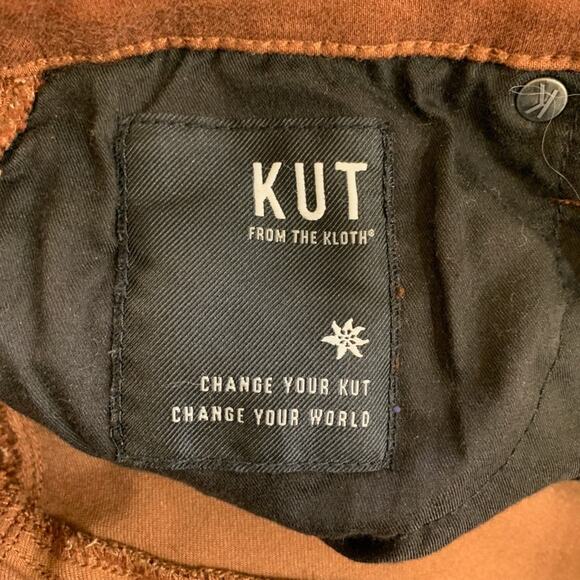 KUT
FROM THE KLOTH®
CHANGE YOUR KUT
CHANGE YOUR WORLD